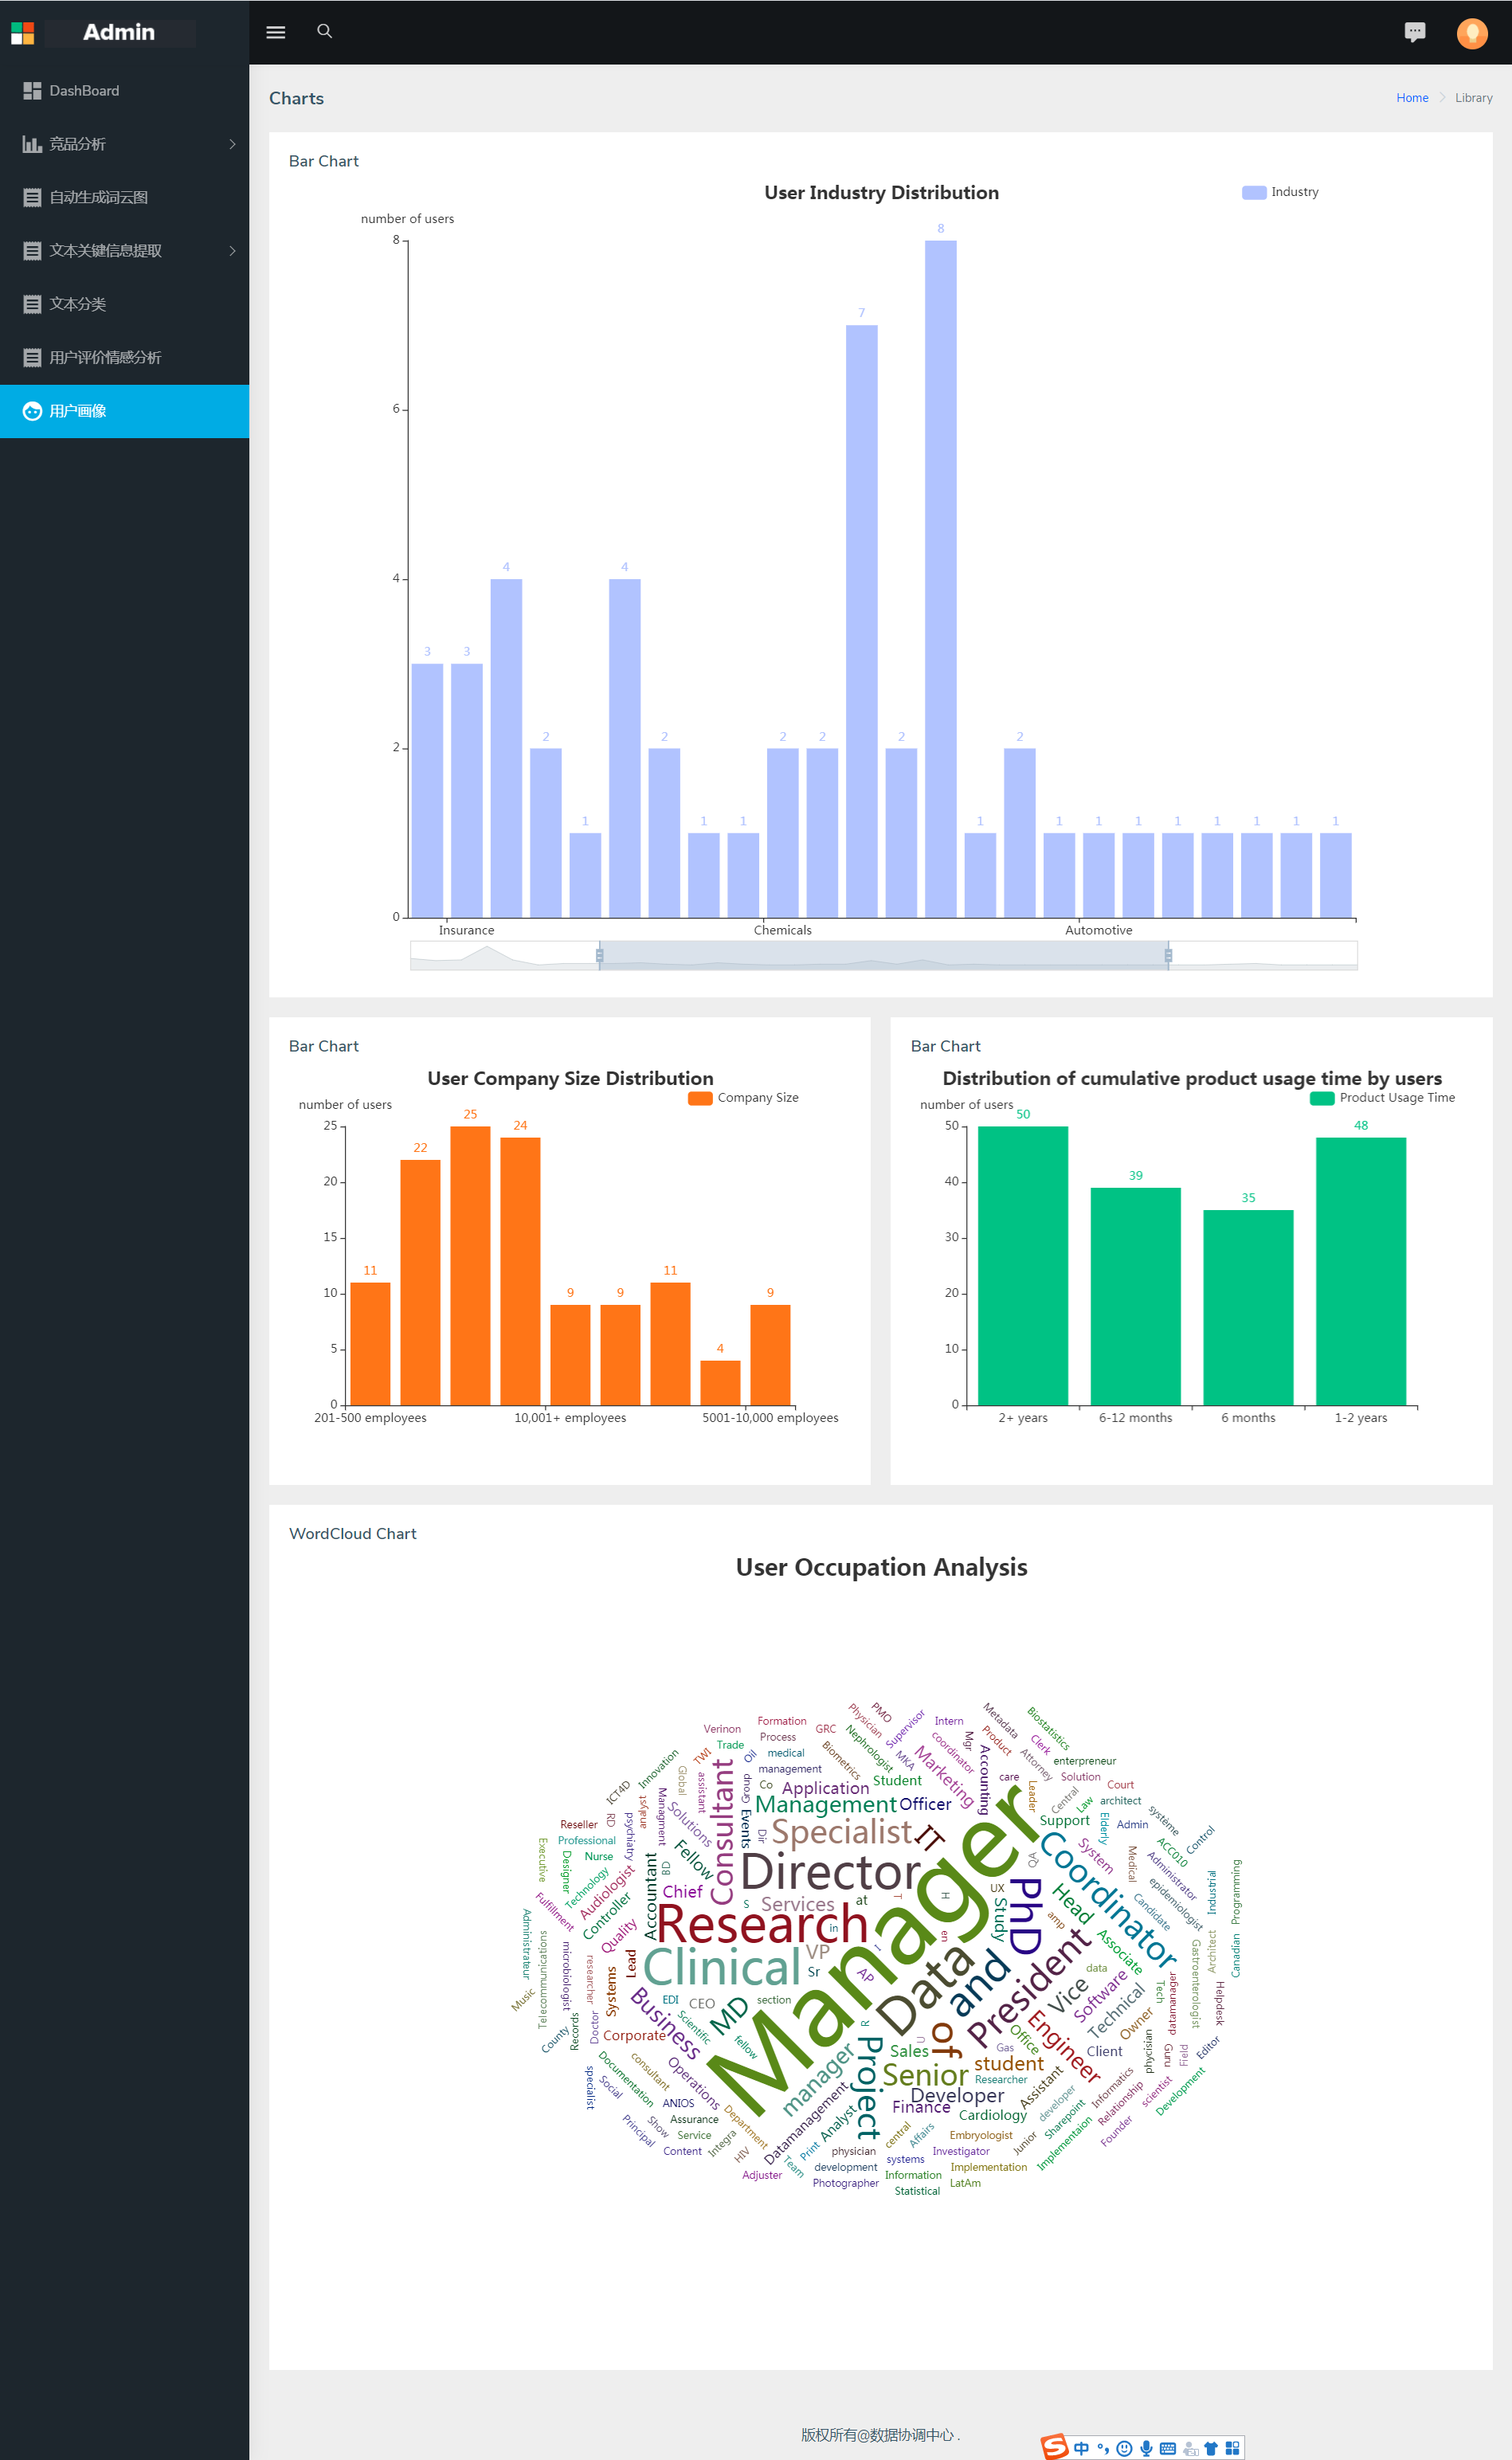 Admin
DashBoard
竞品分析
自动生成词云图
文本关键信息提取
文本分类
用户评价情感分析
用户画像
Charts
Home
Library
Bar Chart
User Industry Distribution
Industry
number of users
8
6
4
2
0
3
3
4
2
1
4
2
1
1
2
2
7
2
8
1
2
1
1
1
1
1
1
1
1
Insurance
Chemicals
Automotive
Bar Chart
User Company Size Distribution
Company Size
number of users
25
20
15
10
5
0
11
22
25
24
9
9
11
4
9
201-500 employees
10,001+ employees
5001-10,000 employees
Bar Chart
Distribution of cumulative product usage time by users
Product Usage Time
number of users
50
40
30
20
10
0
50
39
35
48
2+ years
6-12 months
6 months
1-2 years
WordCloud Chart
User Occupation Analysis
Physician
PMO
Supervisor
Intern
Metadata
Biostatistics
Verinon
Formation
GRC
Nephrologist
coordinator
Mgr
Product
Clerk
Trade
Process
Biometrics
MKA
Marketing
Accounting
Attorney
enterpreneur
Innovation
TWI
Oil
medical
management
Student
care
Leader
Solution
Court
ICT4D
Global
assistant
Consultant
Group
Co
Application
Management
Officer
Central
Law
architect
Reseller
RD
psychiatry
analyst
Managment
Solutions
Events
Dir
Specialist
IT
Manager
Support
Elderly
Admin
système
Control
Executive
Professional
Nurse
Designer
Technology
Audiologist
Fellow
BD
Director
QA
Coordinator
System
Medical
ACC010
Administrator
epidemiologist
Industrial
Programming
Fulfillment
Controller
Accountant
Chief
S
Services
at
T
H
UX
PhD
Study
Head
amp
Candidate
Administrateur
Telecommunications
microbiologist
Quality
Research
in
en
Associate
Gastroenterologist
Architect
Canadian
researcher
Lead
Clinical
VP
Sr
AP
I
Data
and
President
data
Vice
Software
Technical
Tech
datamanager
Helpdesk
Music
Systems
Business
EDI
CEO
section
MD
R
U
of
Engineer
Office
Owner
County
Records
Doctor
Corporate
Scientific
fellow
manager
Project
Sales
Gas
student
Client
phycisian
Guru
Field
Editor
specialist
Social
Documentation
consultant
Operations
Senior
Researcher
Assistant
Informatics
Relationship
scientist
Development
ANIOS
Developer
Finance
Cardiology
developer
Sharepoint
Founder
Principal
Show
Assurance
Department
Datamanagement
Analyst
Service
central
Affairs
Embryologist
Junior
Implementaion
Content
Integra
HIV
Team
Print
physician
Investigator
systems
Adjuster
development
Information
Implementation
Photographer
LatAm
Statistical
版权所有@数据协调中心 .
S
中